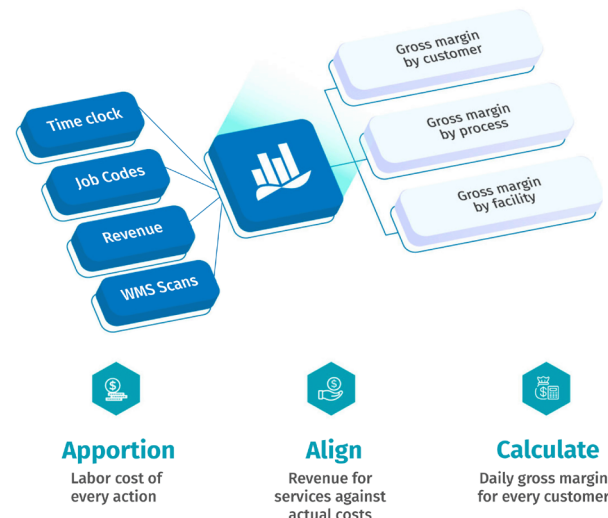 Time clock
Job Codes
Revenue
WMS Scans
Gross margin
by customer
Gross margin
by process
Gross margin
by facility
Apportion
Labor cost of
every action
Align
Revenue for
services against
actual costs
Calculate
Daily gross margin
for every customer